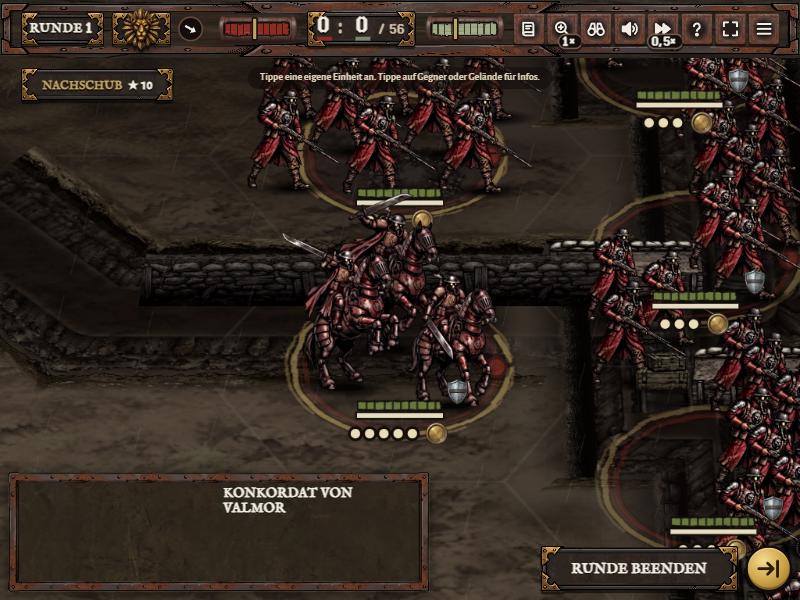 RUNDE 1
0 : 0 / 56
1×
0,5×
?
NACHSCHUB ★ 10
Tippe eine eigene Einheit an. Tippe auf Gegner oder Gelände für Infos.
KONKORDAT VON
VALMOR
RUNDE BEENDEN